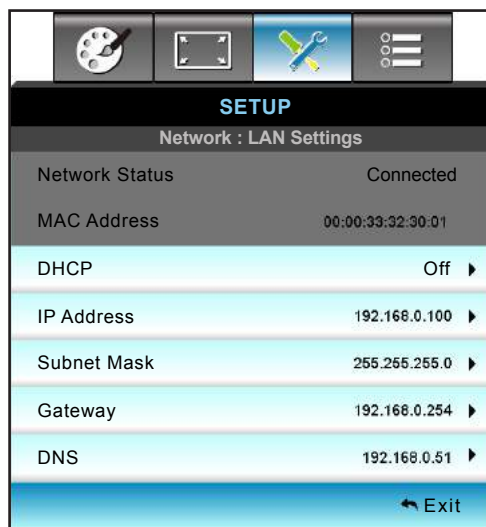 SETUP
Network : LAN Settings
Network Status Connected
MAC Address 00:00:33:32:30:01
DHCP Off
IP Address 192.168.0.100
Subnet Mask 255.255.255.0
Gateway 192.168.0.254
DNS 192.168.0.51
Exit